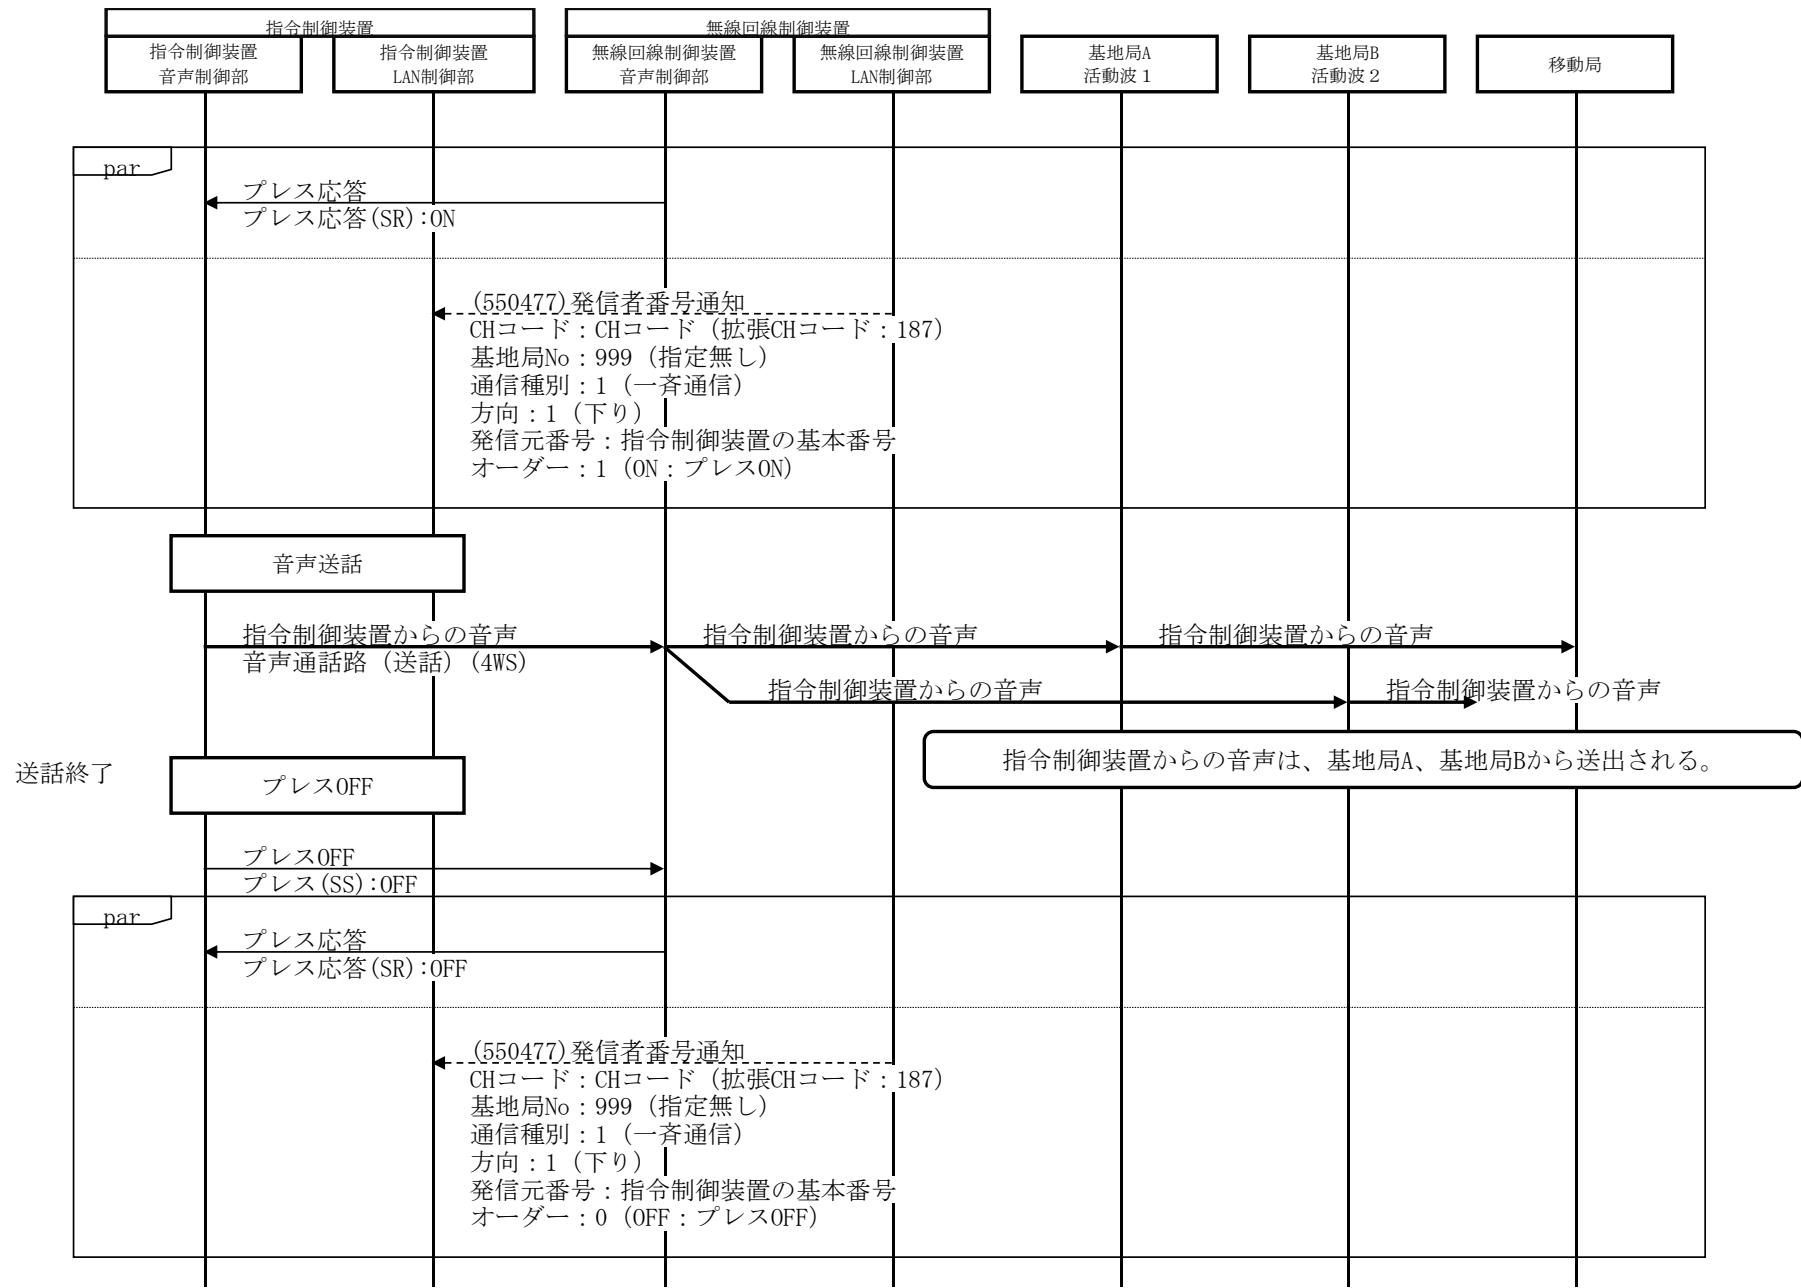 指令制御装置
無線回線制御装置
指令制御装置
音声制御部
指令制御装置
LAN制御部
無線回線制御装置
音声制御部
無線回線制御装置
LAN制御部
基地局A
活動波１
基地局B
活動波２
移動局
par
プレス応答
プレス応答(SR):ON
(550477)発信者番号通知
CHコード：CHコード（拡張CHコード：187）
基地局No：999（指定無し）
通信種別：1（一斉通信）
方向：1（下り）
発信元番号：指令制御装置の基本番号
オーダー：1（ON：プレスON）
音声送話
指令制御装置からの音声
音声通話路（送話）(4WS)
指令制御装置からの音声
指令制御装置からの音声
指令制御装置からの音声
指令制御装置からの音声
指令制御装置からの音声は、基地局A、基地局Bから送出される。
送話終了
プレスOFF
プレスOFF
プレス(SS):OFF
par
プレス応答
プレス応答(SR):OFF
(550477)発信者番号通知
CHコード：CHコード（拡張CHコード：187）
基地局No：999（指定無し）
通信種別：1（一斉通信）
方向：1（下り）
発信元番号：指令制御装置の基本番号
オーダー：0（OFF：プレスOFF）